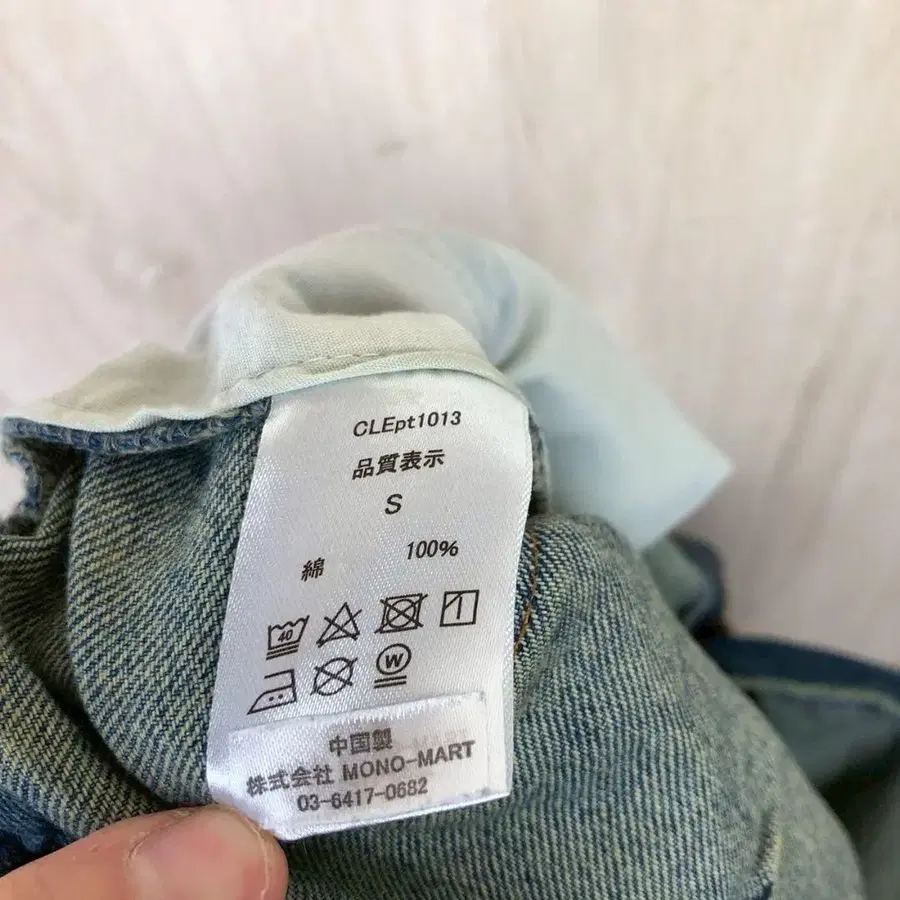 CLEpt1013
品質表示
S
綿 100%
40
W
中国製
株式会社 MONO-MART
03-6417-0682